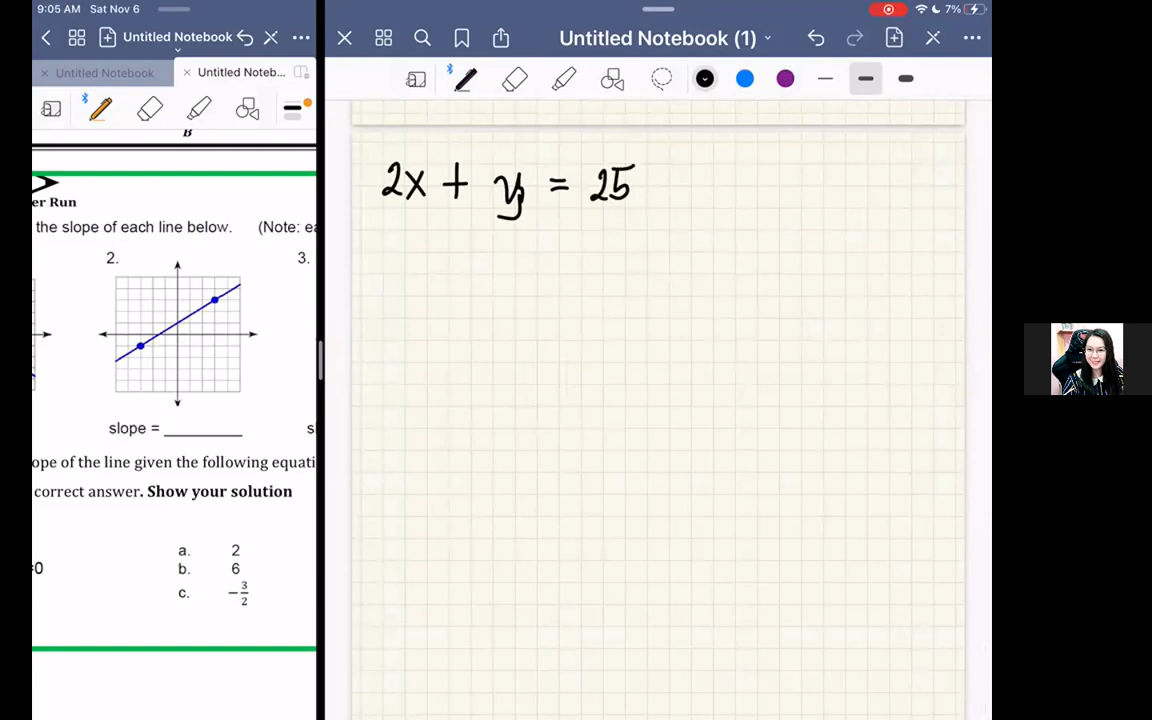 9:05 AM Sat Nov 6
7%
Untitled Notebook
Untitled Notebook (1)
Untitled Notebook
Untitled Noteb...
B
er Run
the slope of each line below. (Note: ea
2.
3.
slope = ________
s
ope of the line given the following equati
correct answer. Show your solution
=0
a. 2
b. 6
c. -3/2
2x + y = 25